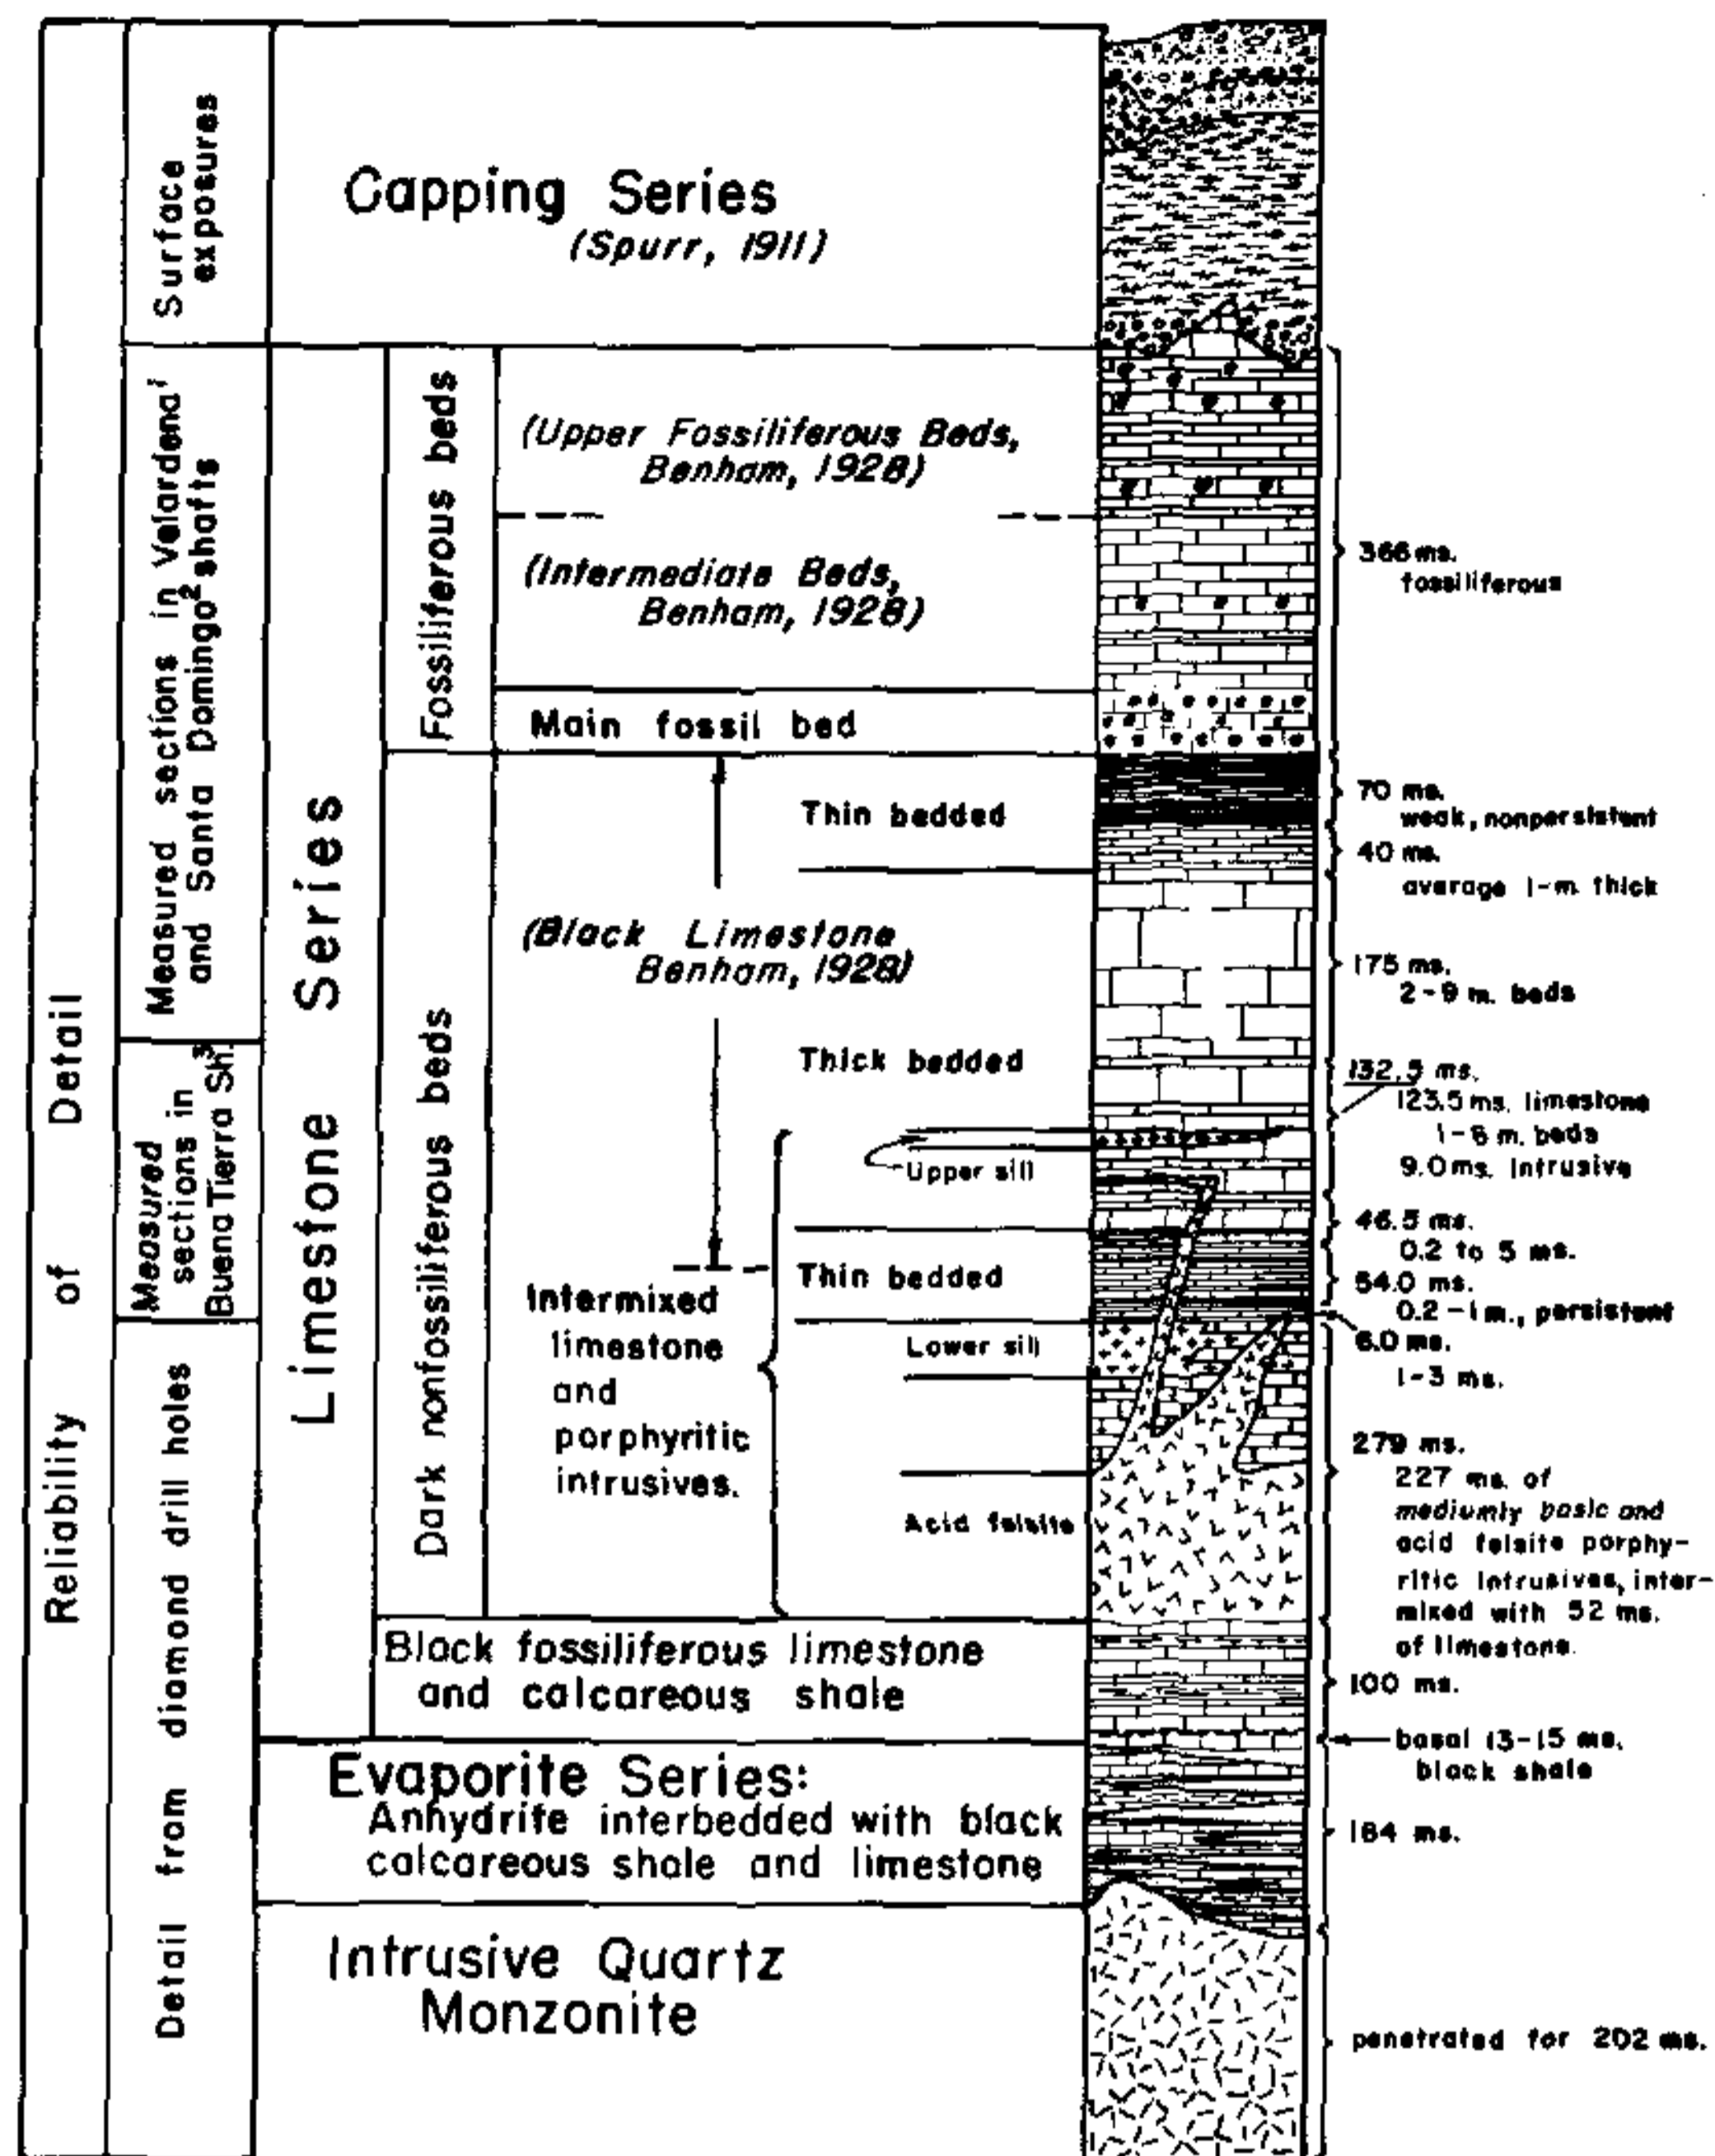 Reliability of Detail
Surface
exposures
Measured sections in Velardena¹
and Santa Domingo² shafts
Measured
sections in
Buena Tierra Sh.³
Detail from diamond drill holes
Capping Series
(Spurr, 1911)
Limestone Series
Fossiliferous beds
(Upper Fossiliferous Beds,
Benham, 1928)
(Intermediate Beds,
Benham, 1928)
Main fossil bed
Dark nonfossiliferous beds
Thin bedded
(Black Limestone
Benham, 1928)
Thick bedded
Upper sill
Thin bedded
Intermixed
limestone
and
porphyritic
intrusives.
Lower sill
Acid felsite
Black fossiliferous limestone
and calcareous shale
Evaporite Series:
Anhydrite interbedded with black
calcareous shale and limestone
Intrusive Quartz
Monzonite
366 ms.
fossiliferous
70 ms.
weak, nonpersistent
40 ms.
average 1-m. thick
175 ms.
2-9 m. beds
132.5 ms.
123.5 ms. limestone
m. beds
9.0 ms. Intrusive
46.5 ms.
0.2 to 5 ms.
54.0 ms.
0.2-1 m., persistent
6.0 ms.
1-3 ms.
279 ms.
227 ms. of
mediumly basic and
acid felsite porphy-
ritic intrusives, inter-
mixed with 52 ms.
of limestone.
100 ms.
basal 13-15 ms.
black shale
184 ms.
penetrated for 202 ms.